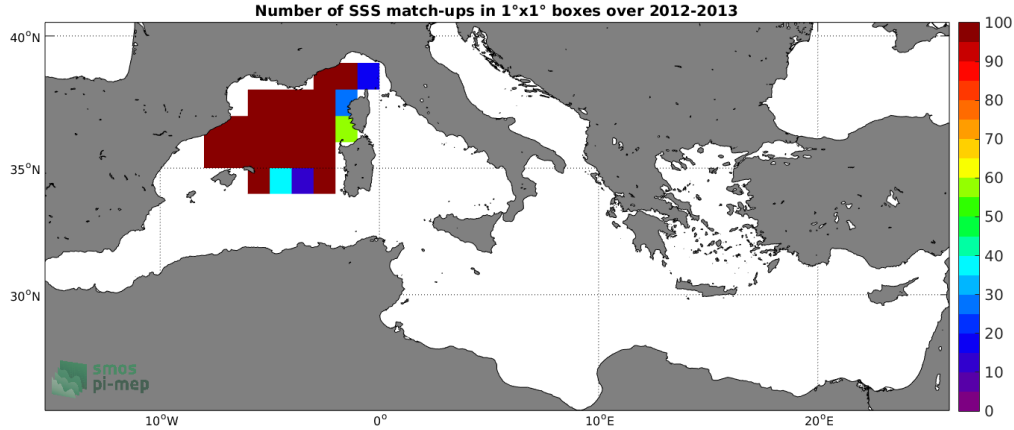 Number of SSS match-ups in 1°x1° boxes over 2012-2013
40°N
35°N
30°N
10°W
0°
10°E
20°E
100
90
80
70
60
50
40
30
20
10
0
smos
pi-mep